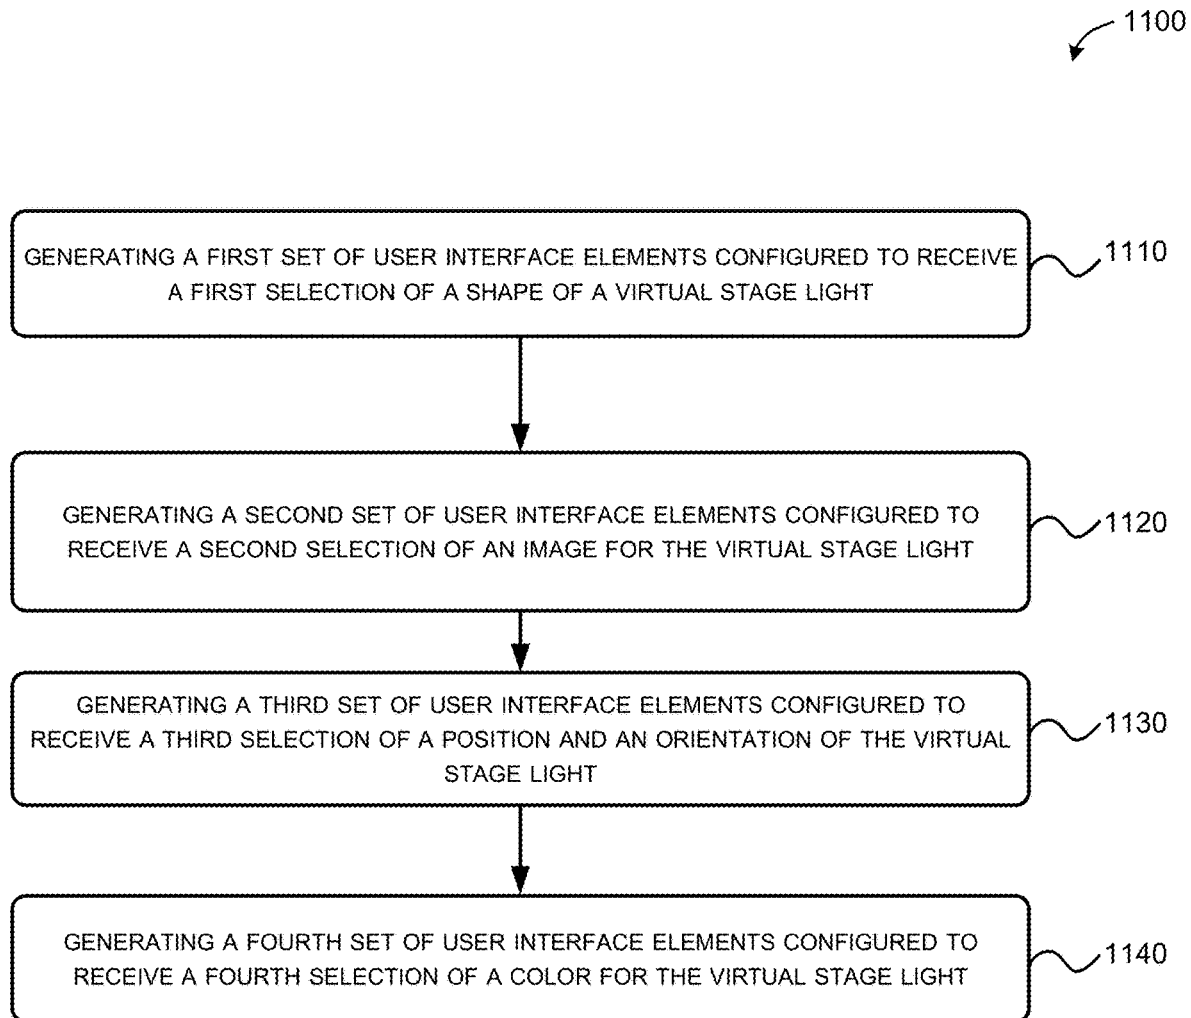 1100
GENERATING A FIRST SET OF USER INTERFACE ELEMENTS CONFIGURED TO RECEIVE
A FIRST SELECTION OF A SHAPE OF A VIRTUAL STAGE LIGHT
1110
GENERATING A SECOND SET OF USER INTERFACE ELEMENTS CONFIGURED TO
RECEIVE A SECOND SELECTION OF AN IMAGE FOR THE VIRTUAL STAGE LIGHT
1120
GENERATING A THIRD SET OF USER INTERFACE ELEMENTS CONFIGURED TO
RECEIVE A THIRD SELECTION OF A POSITION AND AN ORIENTATION OF THE VIRTUAL
STAGE LIGHT
1130
GENERATING A FOURTH SET OF USER INTERFACE ELEMENTS CONFIGURED TO
RECEIVE A FOURTH SELECTION OF A COLOR FOR THE VIRTUAL STAGE LIGHT
1140